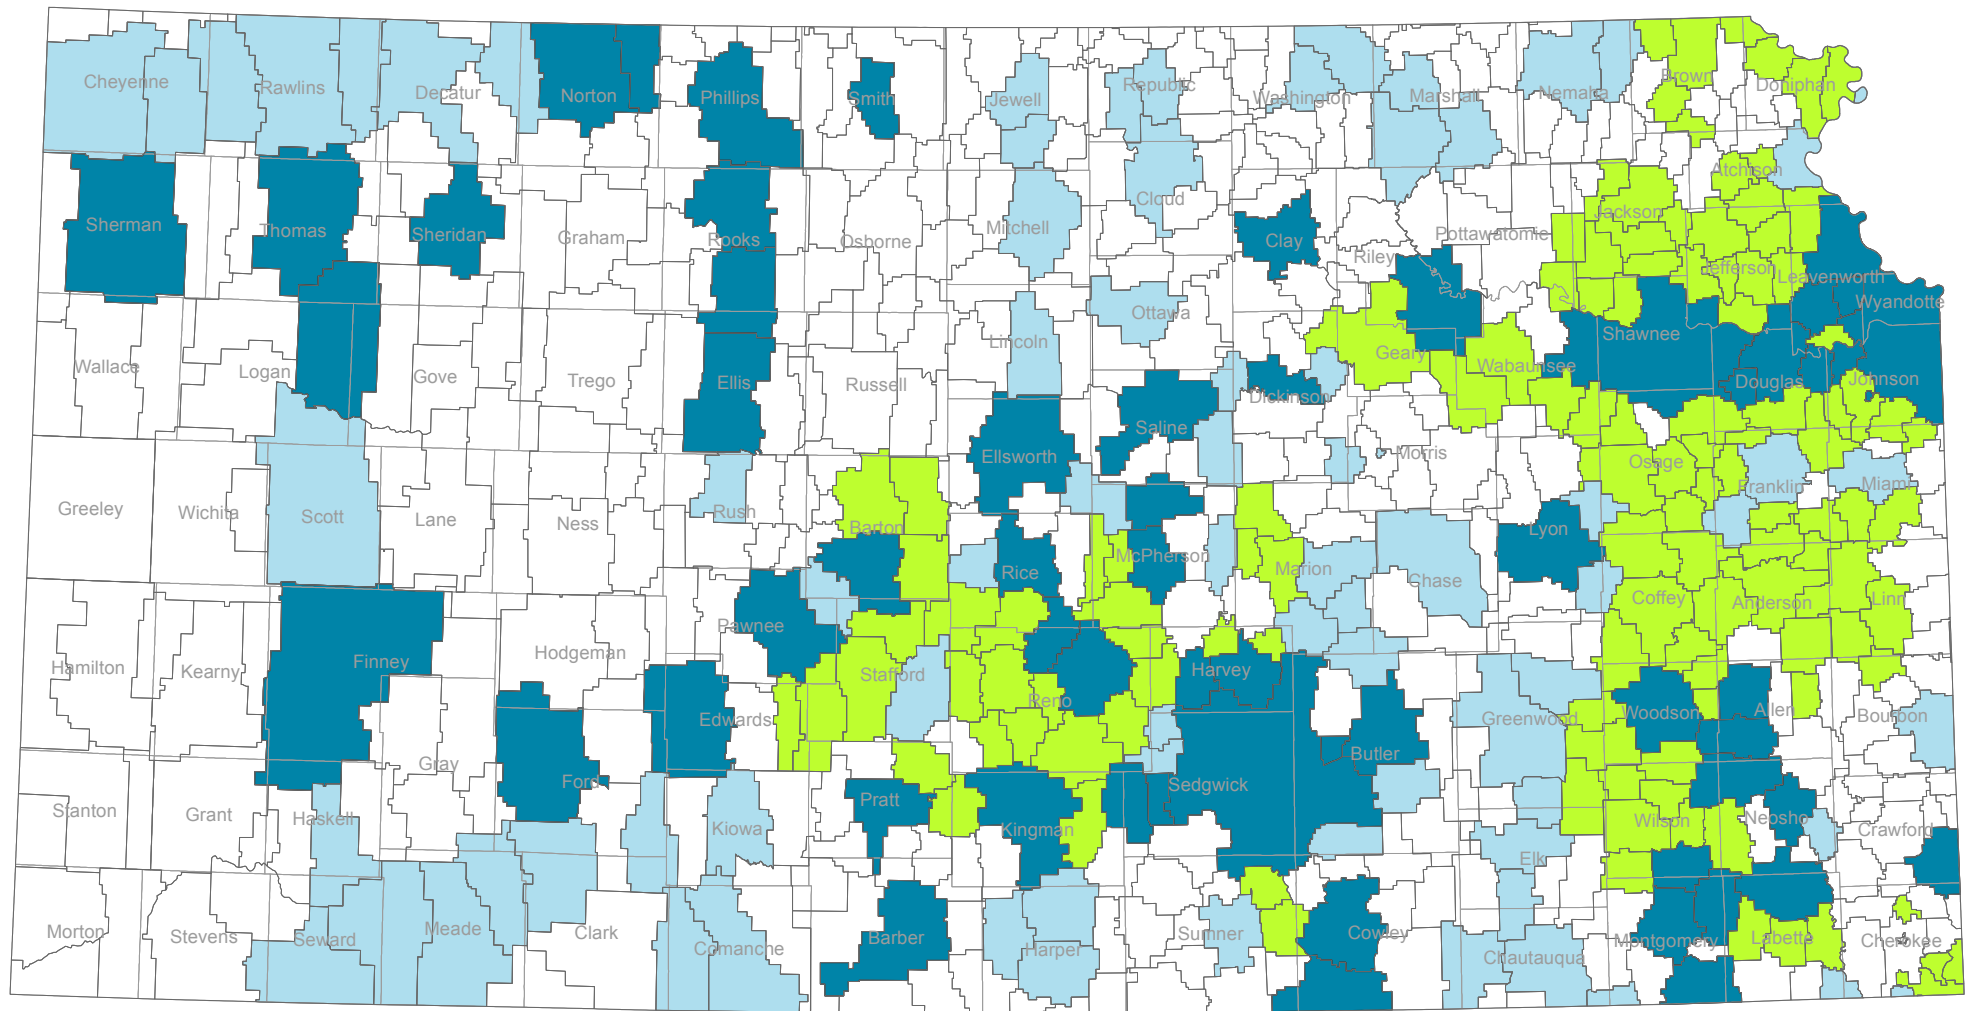 Cheyenne
Rawlins
Decatur
Norton
Phillips
Smith
Jewell
Republic
Washington
Marshall
Nemaha
Brown
Doniphan
Sherman
Thomas
Sheridan
Graham
Rooks
Osborne
Mitchell
Cloud
Clay
Riley
Pottawatomie
Jackson
Atchison
Jefferson
Leavenworth
Wyandotte
Wallace
Logan
Gove
Trego
Ellis
Russell
Lincoln
Ottawa
Saline
Dickinson
Geary
Wabaunsee
Shawnee
Douglas
Johnson
Greeley
Wichita
Scott
Lane
Ness
Rush
Barton
Ellsworth
Rice
McPherson
Marion
Morris
Chase
Lyon
Osage
Franklin
Miami
Hamilton
Kearny
Finney
Hodgeman
Pawnee
Stafford
Reno
Harvey
Coffey
Anderson
Linn
Stanton
Grant
Haskell
Gray
Ford
Edwards
Kiowa
Pratt
Kingman
Sedgwick
Butler
Greenwood
Woodson
Allen
Bourbon
Elk
Wilson
Neosho
Crawford
Morton
Stevens
Seward
Meade
Clark
Comanche
Barber
Harper
Sumner
Cowley
Chautauqua
Montgomery
Labette
Cherokee